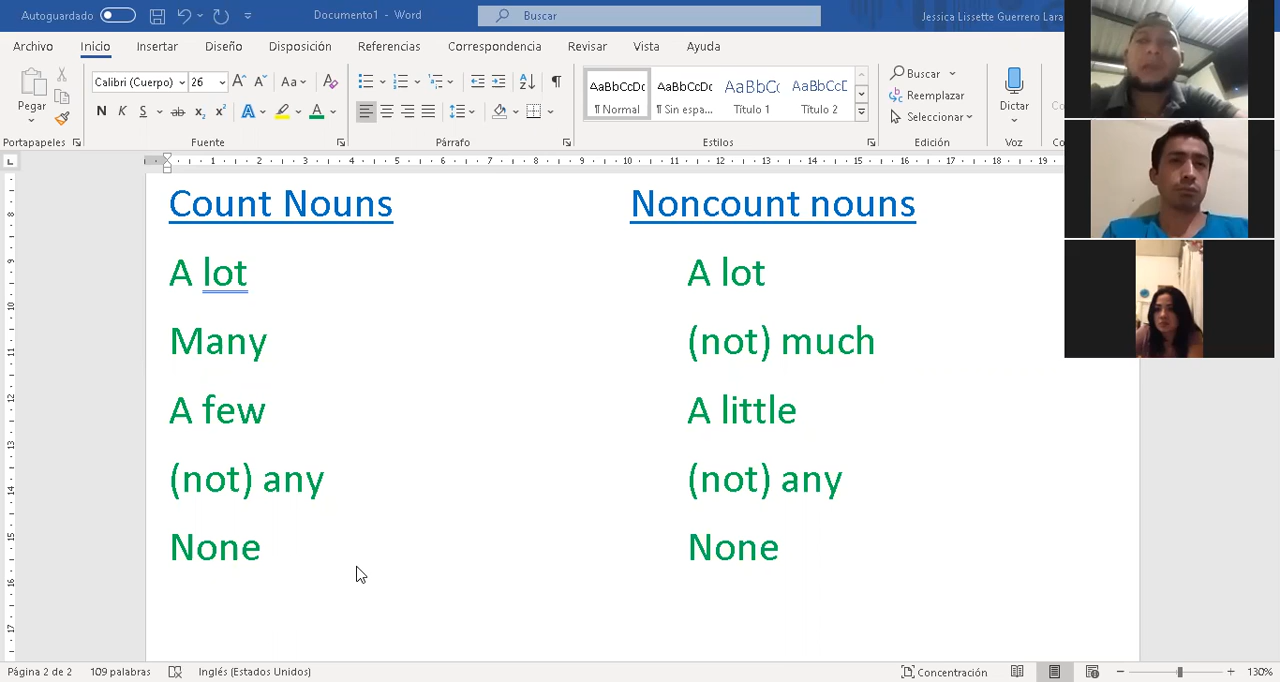 Autoguardado
Documento1 - Word
Buscar
Jessica Lissette Guerrero Lara
Archivo Inicio Insertar Diseño Disposición Referencias Correspondencia Revisar Vista Ayuda
Pegar
Portapapeles
Calibri (Cuerpo) 26
Fuente
Párrafo
AaBbCcDc AaBbCcDc AaBbCc AaBbCcD
¶ Normal ¶ Sin espa... Título 1 Título 2
Estilos
Buscar
Reemplazar
Seleccionar
Edición
Dictar
Voz
Count Nouns Noncount nouns
A lot A lot
Many (not) much
A few A little
(not) any (not) any
None None
Página 2 de 2 109 palabras Inglés (Estados Unidos) Concentración 130%